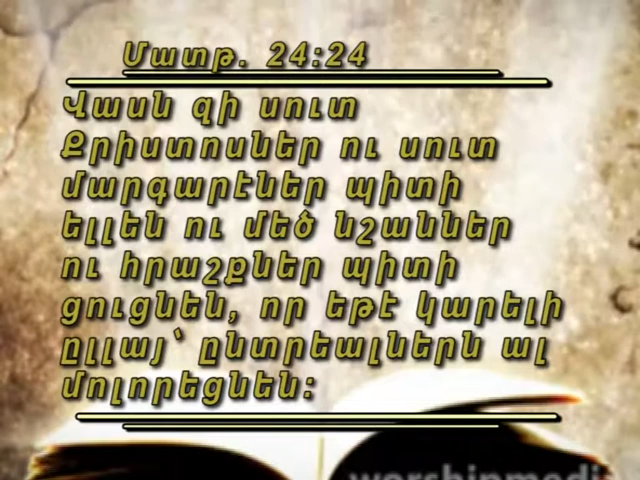 Մատթ. 24:24
Վասն զի սուտ
Քրիստոսներ ու սուտ
մարգարէներ պիտի
ելլեն ու մեծ նշաններ
ու հրաշքներ պիտի
ցուցնեն, որ եթէ կարելի
ըլլայ՝ ընտրեալներն ալ
մոլորեցնեն:
worshipmedia